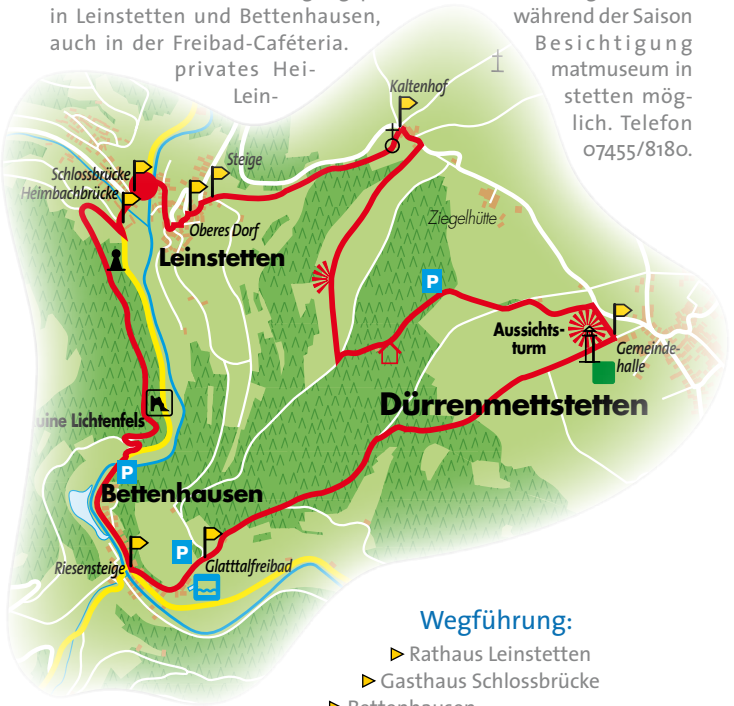 in Leinstetten und Bettenhausen,
auch in der Freibad-Caféteria.
privates Hei-
Lein-
während der Saison
Besichtigung
matmuseum in
stetten mög-
lich. Telefon
07455/8180.
Kaltenhof
Steige
Schlossbrücke
Heimbachbrücke
Oberes Dorf
Leinstetten
Ziegelhütte
P
Aussichts-
turm
Gemeinde-
halle
Dürrenmettstetten
uine Lichtenfels
P
Bettenhausen
P
Riesensteige
Glatttalfreibad
Wegführung:
Rathaus Leinstetten
Gasthaus Schlossbrücke
Bettenhausen